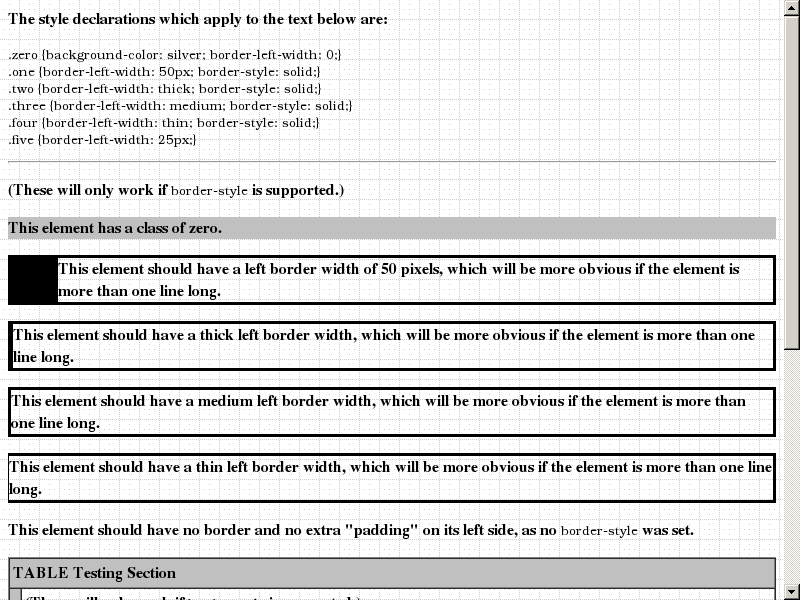 The style declarations which apply to the text below are:
.zero {background-color: silver; border-left-width: 0;}
.one {border-left-width: 50px; border-style: solid;}
.two {border-left-width: thick; border-style: solid;}
.three {border-left-width: medium; border-style: solid;}
.four {border-left-width: thin; border-style: solid;}
.five {border-left-width: 25px;}
(These will only work if border-style is supported.)
This element has a class of zero.
This element should have a left border width of 50 pixels, which will be more obvious if the element is
more than one line long.
This element should have a thick left border width, which will be more obvious if the element is more than one
line long.
This element should have a medium left border width, which will be more obvious if the element is more than
one line long.
This element should have a thin left border width, which will be more obvious if the element is more than one line
long.
This element should have no border and no extra "padding" on its left side, as no border-style was set.
TABLE Testing Section